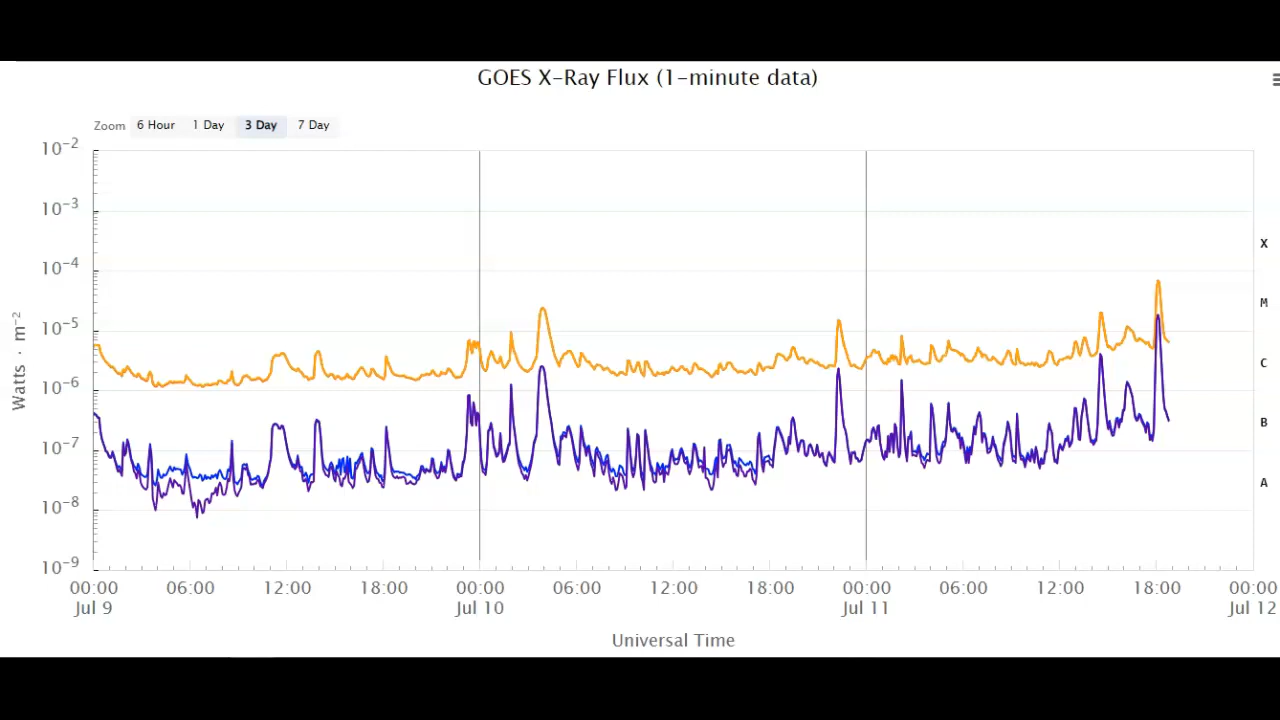 GOES X-Ray Flux (1-minute data)
Zoom 6 Hour 1 Day 3 Day 7 Day
10⁻²
10⁻³
X
10⁻⁴
M
10⁻⁵
Watts · m⁻²
C
10⁻⁶
B
10⁻⁷
A
10⁻⁸
10⁻⁹
00:00 06:00 12:00 18:00 00:00 06:00 12:00 18:00 00:00 06:00 12:00 18:00 00:00
Jul 9 Jul 10 Jul 11 Jul 12
Universal Time